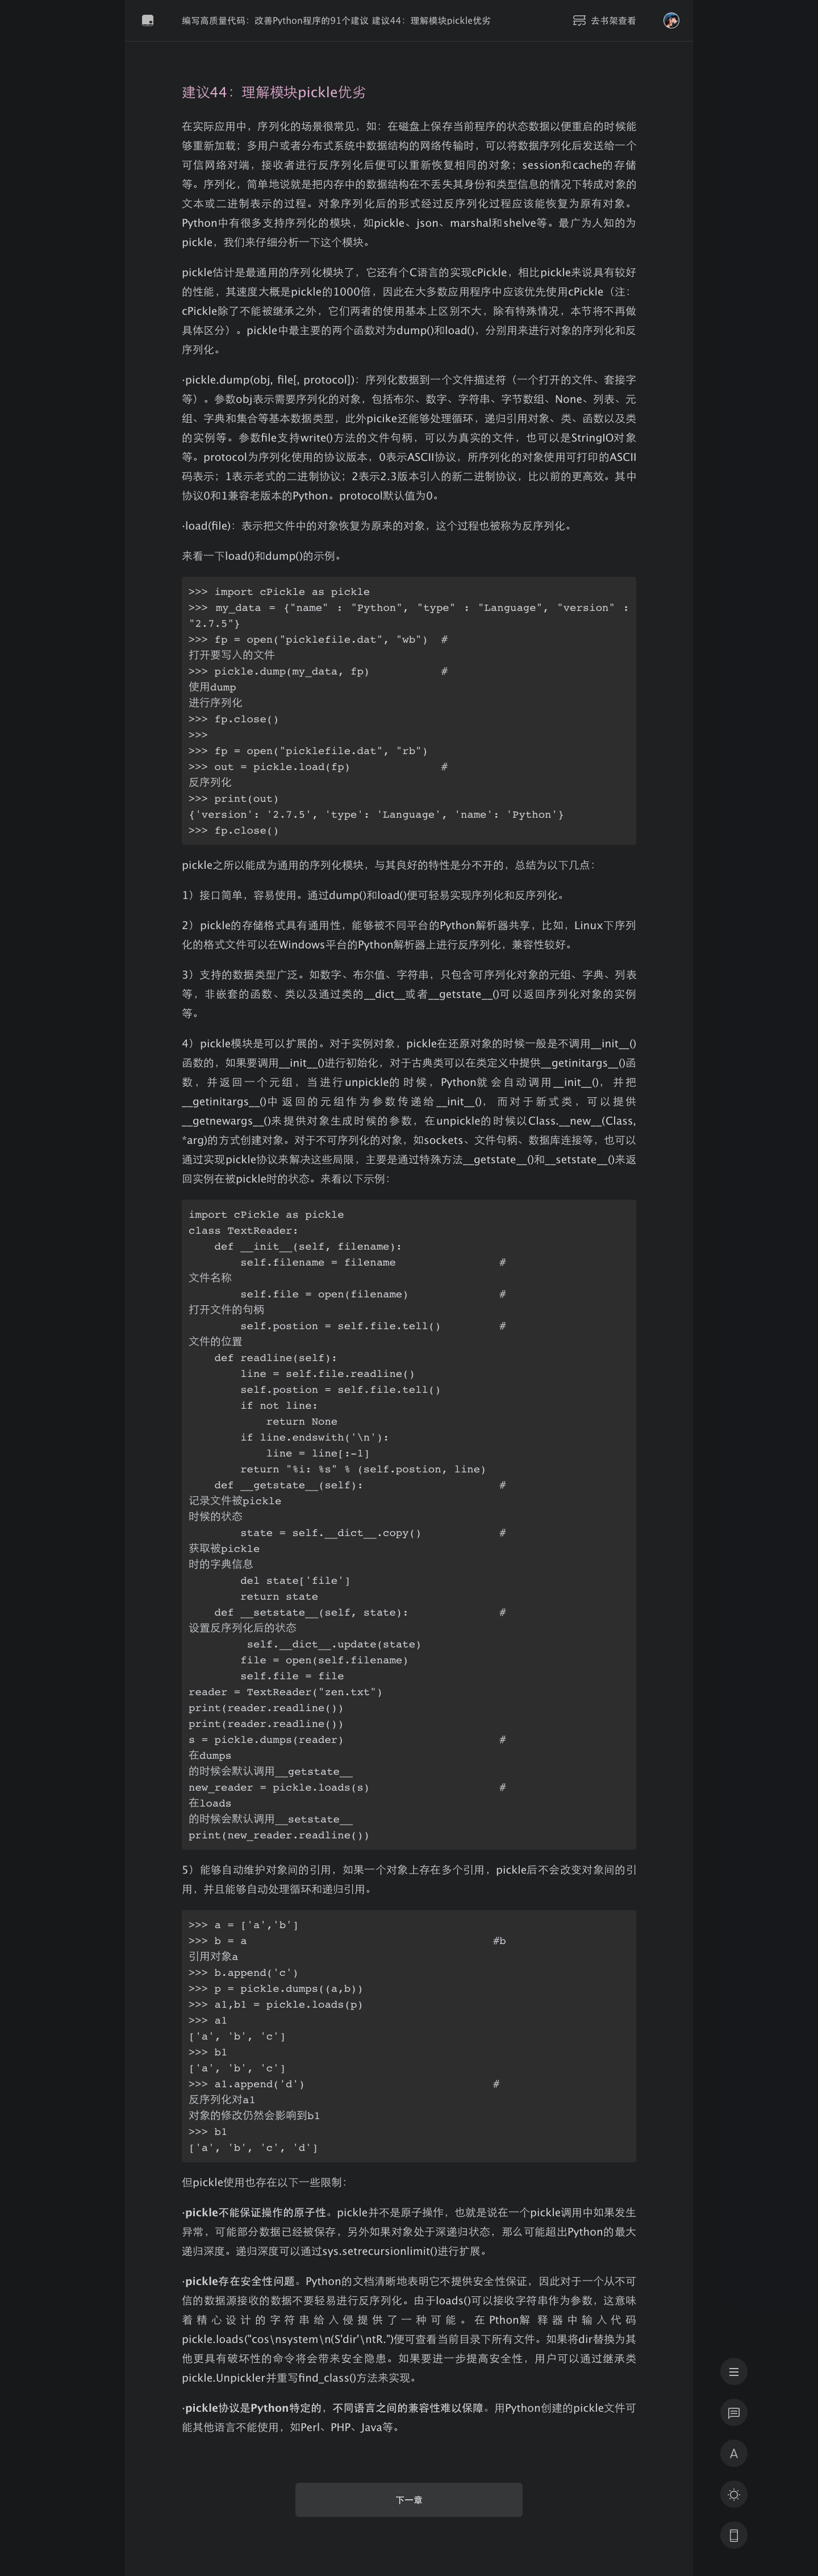 编写高质量代码：改善Python程序的91个建议 建议44：理解模块pickle优劣
去书架查看
建议44：理解模块pickle优劣
在实际应用中，序列化的场景很常见，如：在磁盘上保存当前程序的状态数据以便重启的时候能
够重新加载；多用户或者分布式系统中数据结构的网络传输时，可以将数据序列化后发送给一个
可信网络对端，接收者进行反序列化后便可以重新恢复相同的对象；session和cache的存储
等。序列化，简单地说就是把内存中的数据结构在不丢失其身份和类型信息的情况下转成对象的
文本或二进制表示的过程。对象序列化后的形式经过反序列化过程应该能恢复为原有对象。
Python中有很多支持序列化的模块，如pickle、json、marshal和shelve等。最广为人知的为
pickle，我们来仔细分析一下这个模块。
pickle估计是最通用的序列化模块了，它还有个C语言的实现cPickle，相比pickle来说具有较好
的性能，其速度大概是pickle的1000倍，因此在大多数应用程序中应该优先使用cPickle（注：
cPickle除了不能被继承之外，它们两者的使用基本上区别不大，除有特殊情况，本节将不再做
具体区分）。pickle中最主要的两个函数对为dump()和load()，分别用来进行对象的序列化和反
序列化。
·pickle.dump(obj, file[, protocol])：序列化数据到一个文件描述符（一个打开的文件、套接字
等）。参数obj表示需要序列化的对象，包括布尔、数字、字符串、字节数组、None、列表、元
组、字典和集合等基本数据类型，此外picike还能够处理循环，递归引用对象、类、函数以及类
的实例等。参数file支持write()方法的文件句柄，可以为真实的文件，也可以是StringIO对象
等。protocol为序列化使用的协议版本，0表示ASCII协议，所序列化的对象使用可打印的ASCII
码表示；1表示老式的二进制协议；2表示2.3版本引入的新二进制协议，比以前的更高效。其中
协议0和1兼容老版本的Python。protocol默认值为0。
·load(file)：表示把文件中的对象恢复为原来的对象，这个过程也被称为反序列化。
来看一下load()和dump()的示例。
>>> import cPickle as pickle
>>> my_data = {"name" : "Python", "type" : "Language", "version" :
"2.7.5"}
>>> fp = open("picklefile.dat", "wb")  #
打开要写入的文件
>>> pickle.dump(my_data, fp)           #
使用dump
进行序列化
>>> fp.close()
>>>
>>> fp = open("picklefile.dat", "rb")
>>> out = pickle.load(fp)              #
反序列化
>>> print(out)
{'version': '2.7.5', 'type': 'Language', 'name': 'Python'}
>>> fp.close()
pickle之所以能成为通用的序列化模块，与其良好的特性是分不开的，总结为以下几点：
1）接口简单，容易使用。通过dump()和load()便可轻易实现序列化和反序列化。
2）pickle的存储格式具有通用性，能够被不同平台的Python解析器共享，比如，Linux下序列
化的格式文件可以在Windows平台的Python解析器上进行反序列化，兼容性较好。
3）支持的数据类型广泛。如数字、布尔值、字符串，只包含可序列化对象的元组、字典、列表
等，非嵌套的函数、类以及通过类的__dict__或者__getstate__()可以返回序列化对象的实例
等。
4）pickle模块是可以扩展的。对于实例对象，pickle在还原对象的时候一般是不调用__init__()
函数的，如果要调用__init__()进行初始化，对于古典类可以在类定义中提供__getinitargs__()函
数，并返回一个元组，当进行unpickle的时候，Python就会自动调用__init__()，并把
__getinitargs__()中返回的元组作为参数传递给__init__()，而对于新式类，可以提供
__getnewargs__()来提供对象生成时候的参数，在unpickle的时候以Class.__new__(Class,
*arg)的方式创建对象。对于不可序列化的对象，如sockets、文件句柄、数据库连接等，也可以
通过实现pickle协议来解决这些局限，主要是通过特殊方法__getstate__()和__setstate__()来返
回实例在被pickle时的状态。来看以下示例：
import cPickle as pickle
class TextReader:
    def __init__(self, filename):
        self.filename = filename                #
文件名称
        self.file = open(filename)              #
打开文件的句柄
        self.postion = self.file.tell()         #
文件的位置
    def readline(self):
        line = self.file.readline()
        self.postion = self.file.tell()
        if not line:
            return None
        if line.endswith('\n'):
            line = line[:-1]
        return "%i: %s" % (self.postion, line)
    def __getstate__(self):                     #
记录文件被pickle
时候的状态
        state = self.__dict__.copy()            #
获取被pickle
时的字典信息
        del state['file']
        return state
    def __setstate__(self, state):              #
设置反序列化后的状态
         self.__dict__.update(state)
        file = open(self.filename)
        self.file = file
reader = TextReader("zen.txt")
print(reader.readline())
print(reader.readline())
s = pickle.dumps(reader)                        #
在dumps
的时候会默认调用__getstate__
new_reader = pickle.loads(s)                    #
在loads
的时候会默认调用__setstate__
print(new_reader.readline())
5）能够自动维护对象间的引用，如果一个对象上存在多个引用，pickle后不会改变对象间的引
用，并且能够自动处理循环和递归引用。
>>> a = ['a','b']
>>> b = a                                      #b
引用对象a
>>> b.append('c')
>>> p = pickle.dumps((a,b))
>>> a1,b1 = pickle.loads(p)
>>> a1
['a', 'b', 'c']
>>> b1
['a', 'b', 'c']
>>> a1.append('d')                             #
反序列化对a1
对象的修改仍然会影响到b1
>>> b1
['a', 'b', 'c', 'd']
但pickle使用也存在以下一些限制：
·pickle不能保证操作的原子性。pickle并不是原子操作，也就是说在一个pickle调用中如果发生
异常，可能部分数据已经被保存，另外如果对象处于深递归状态，那么可能超出Python的最大
递归深度。递归深度可以通过sys.setrecursionlimit()进行扩展。
·pickle存在安全性问题。Python的文档清晰地表明它不提供安全性保证，因此对于一个从不可
信的数据源接收的数据不要轻易进行反序列化。由于loads()可以接收字符串作为参数，这意味
着精心设计的字符串给入侵提供了一种可能。在Pthon解释器中输入代码
pickle.loads("cos\nsystem\n(S'dir'\ntR.")便可查看当前目录下所有文件。如果将dir替换为其
他更具有破坏性的命令将会带来安全隐患。如果要进一步提高安全性，用户可以通过继承类
pickle.Unpickler并重写find_class()方法来实现。
·pickle协议是Python特定的，不同语言之间的兼容性难以保障。用Python创建的pickle文件可
能其他语言不能使用，如Perl、PHP、Java等。
A
下一章